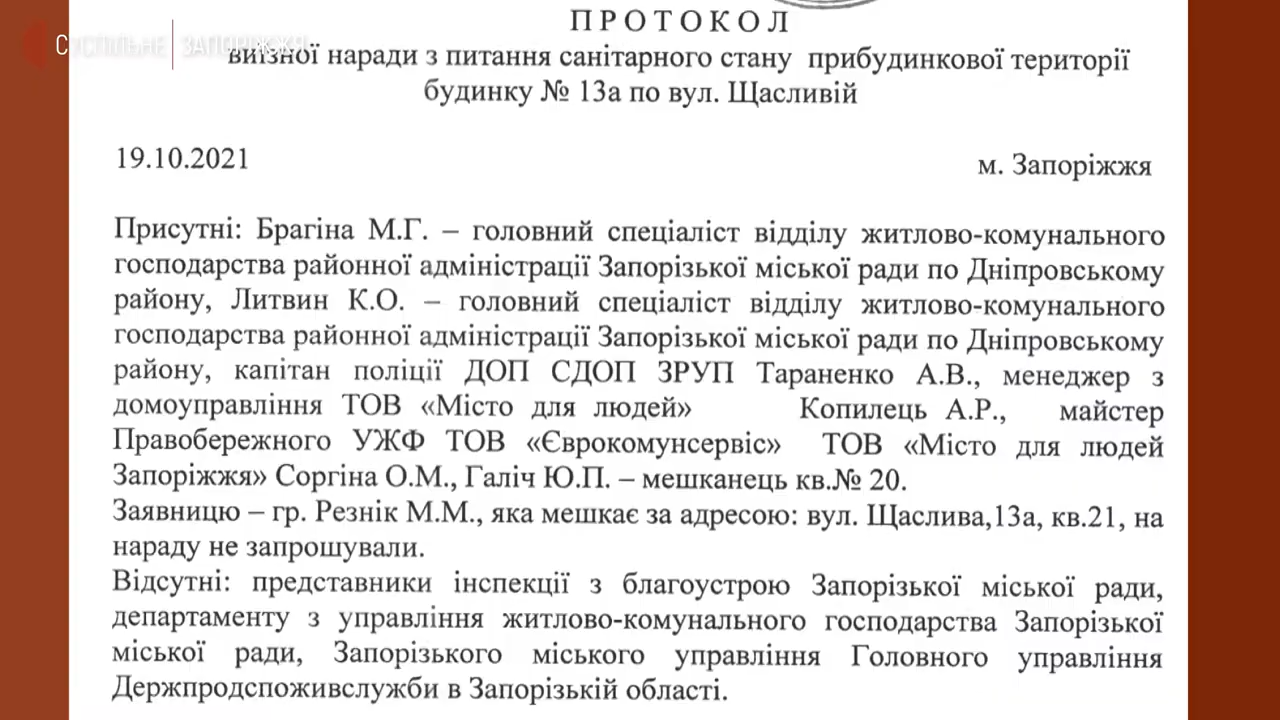 ПРОТОКОЛ
СУСПІЛЬНЕ ЗАПОРІЖЖЯ
виїзної наради з питання санітарного стану прибудинкової території
будинку № 13а по вул. Щасливій
19.10.2021
м. Запоріжжя
Присутні: Брагіна М.Г. – головний спеціаліст відділу житлово-комунального
господарства районної адміністрації Запорізької міської ради по Дніпровському
району, Литвин К.О. – головний спеціаліст відділу житлово-комунального
господарства районної адміністрації Запорізької міської ради по Дніпровському
району, капітан поліції ДОП СДОП ЗРУП Тараненко А.В., менеджер з
домоуправління ТОВ «Місто для людей» Копилець А.Р., майстер
Правобережного УЖФ ТОВ «Єврокомунсервіс» ТОВ «Місто для людей
Запоріжжя» Соргіна О.М., Галіч Ю.П. – мешканець кв.№ 20.
Заявницю – гр. Резнік М.М., яка мешкає за адресою: вул. Щаслива,13а, кв.21, на
нараду не запрошували.
Відсутні: представники інспекції з благоустрою Запорізької міської ради,
департаменту з управління житлово-комунального господарства Запорізької
міської ради, Запорізького міського управління Головного управління
Держпродспоживслужби в Запорізькій області.